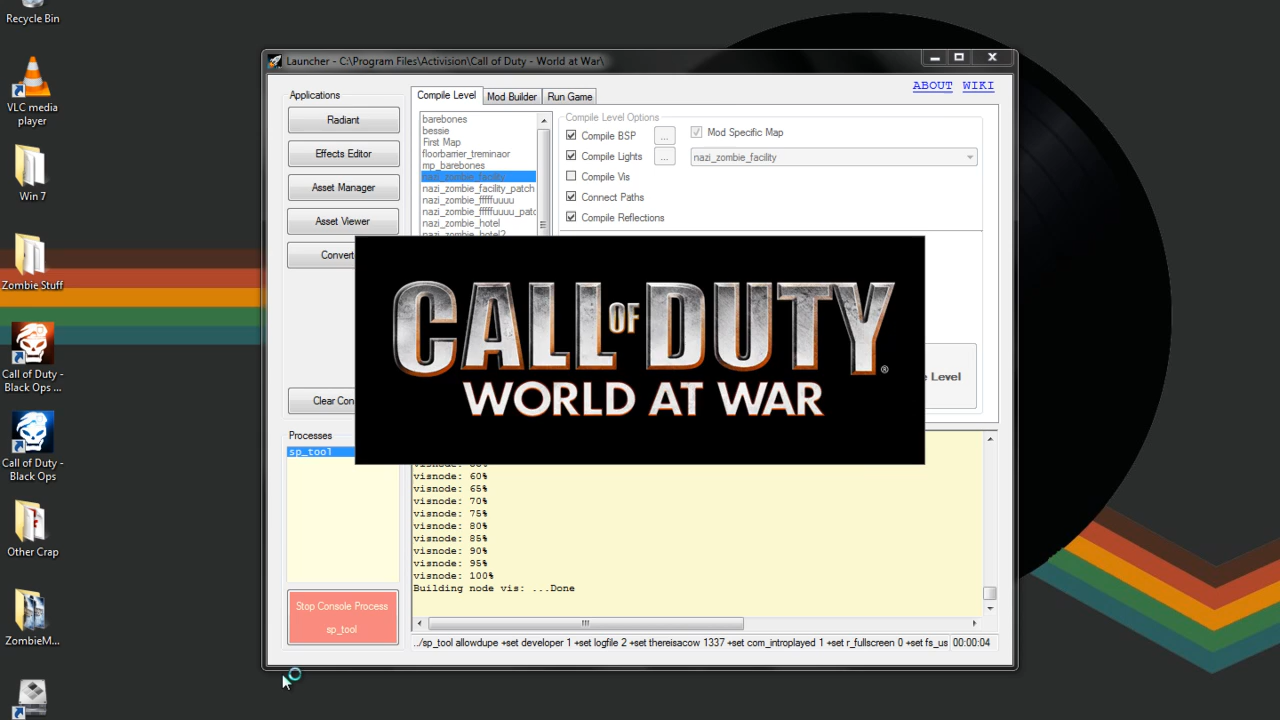 Recycle Bin
VLC media
player
Win 7
Zombie Stuff
Call of Duty -
Black Ops ...
Call of Duty -
Black Ops
Other Crap
ZombieM...
Launcher - C:\Program Files\Activision\Call of Duty - World at War\
ABOUT WIKI
Applications
Radiant
Effects Editor
Asset Manager
Asset Viewer
Convert
Clear Con
Compile Level
Mod Builder
Run Game
barebones
bessie
First Map
floorbarrier_treminaor
mp_barebones
nazi_zombie_facility
nazi_zombie_facility_patch
nazi_zombie_fffffuuuu
nazi_zombie_fffffuuuu_patc
nazi_zombie_hotel
nazi_zombie_hotel2
Compile Level Options
Compile BSP
...
Compile Lights
...
Compile Vis
Connect Paths
Compile Reflections
Mod Specific Map
nazi_zombie_facility
e Level
CALL OF DUTY®
WORLD AT WAR
Processes
sp_tool
Stop Console Process
sp_tool
visnode: 60%
visnode: 65%
visnode: 70%
visnode: 75%
visnode: 80%
visnode: 85%
visnode: 90%
visnode: 95%
visnode: 100%
Building node vis: ...Done
../sp_tool allowdupe +set developer 1 +set logfile 2 +set thereisacow 1337 +set com_introplayed 1 +set r_fullscreen 0 +set fs_us
00:00:04